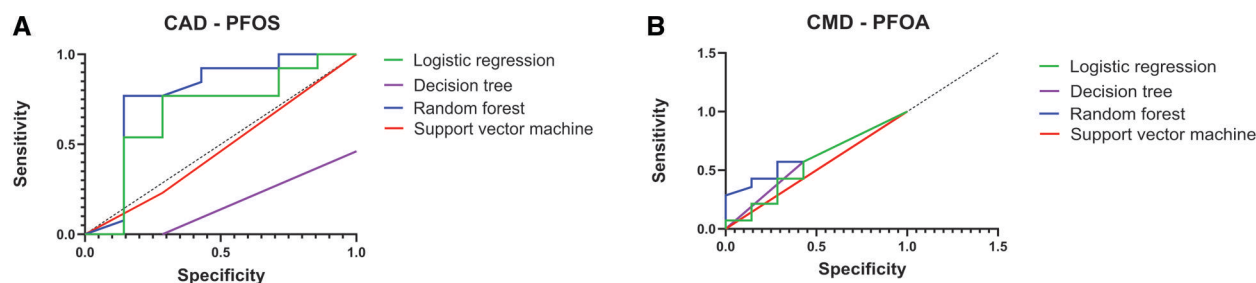 A
CAD - PFOS
1.0
0.5
0.0
0.0
0.5
1.0
Sensitivity
Specificity
Logistic regression
Decision tree
Random forest
Support vector machine
B
CMD - PFOA
1.5
1.0
0.5
0.0
0.0
0.5
1.0
1.5
Sensitivity
Specificity
Logistic regression
Decision tree
Random forest
Support vector machine